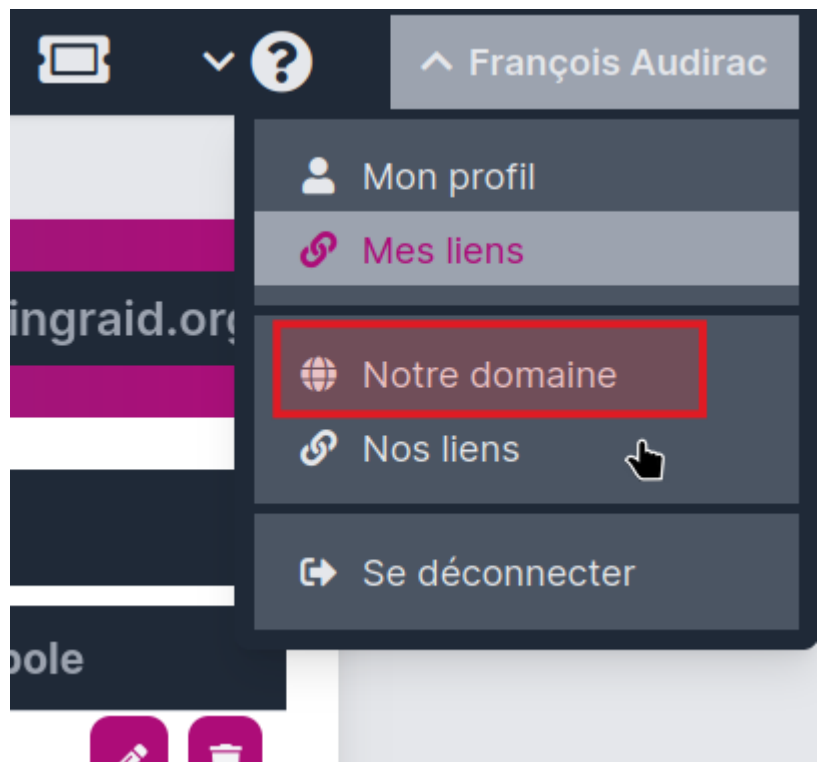 François Audirac
Mon profil
Mes liens
ingraid.org
Notre domaine
Nos liens
Se déconnecter
pole